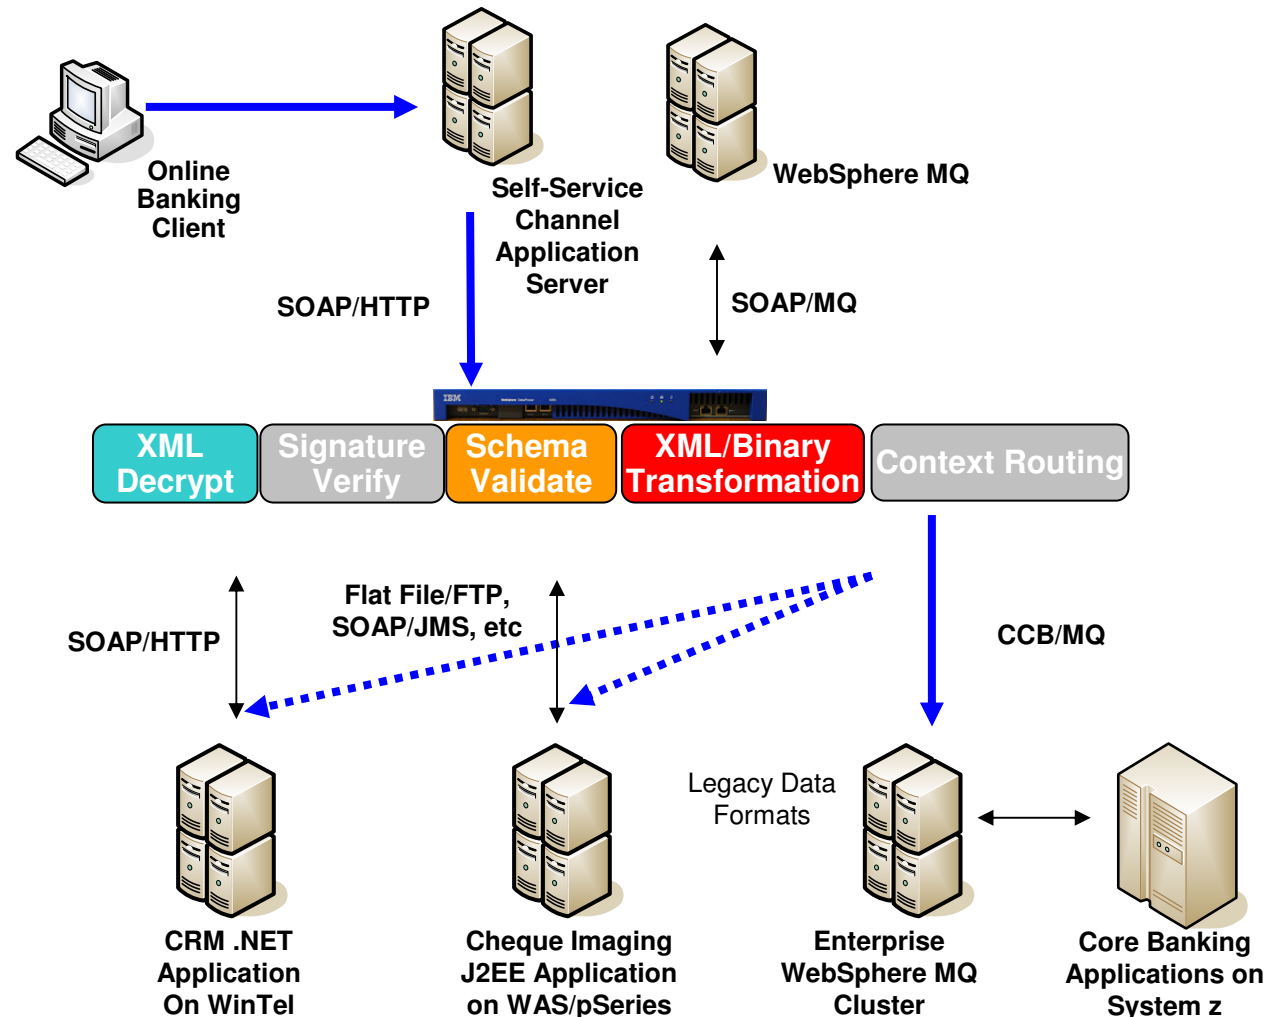 Online
Banking
Client
Self-Service
Channel
Application
Server
WebSphere MQ
SOAP/HTTP
SOAP/MQ
IBM
XML
Decrypt
Signature
Verify
Schema
Validate
XML/Binary
Transformation
Context Routing
SOAP/HTTP
Flat File/FTP,
SOAP/JMS, etc
CCB/MQ
Legacy Data
Formats
CRM .NET
Application
On WinTel
Cheque Imaging
J2EE Application
on WAS/pSeries
Enterprise
WebSphere MQ
Cluster
Core Banking
Applications on
System z